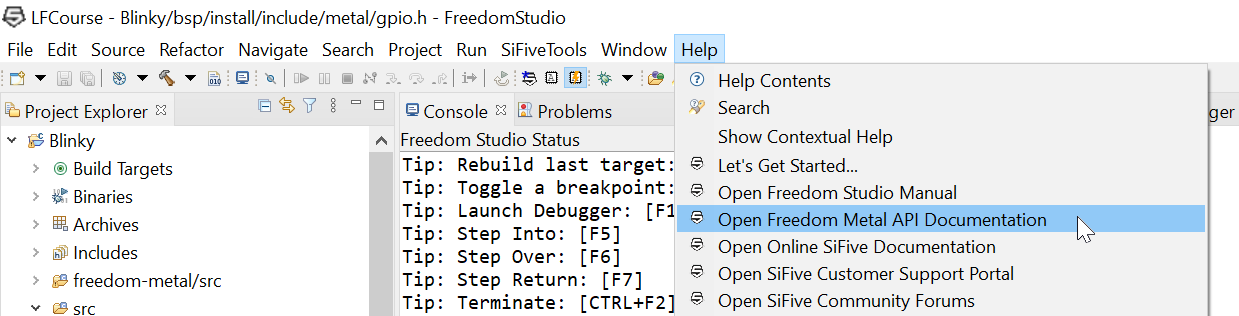 LFCourse - Blinky/bsp/install/include/metal/gpio.h - FreedomStudio
File Edit Source Refactor Navigate Search Project Run SiFiveTools Window Help
010
Project Explorer
Console
Problems
ger
Freedom Studio Status
Blinky
Build Targets
Binaries
Archives
Includes
freedom-metal/src
src
Tip: Rebuild last target:
Tip: Toggle a breakpoint:
Tip: Launch Debugger: [F1
Tip: Step Into: [F5]
Tip: Step Over: [F6]
Tip: Step Return: [F7]
Tip: Terminate: [CTRL+F2]
Help Contents
Search
Show Contextual Help
Let's Get Started...
Open Freedom Studio Manual
Open Freedom Metal API Documentation
Open Online SiFive Documentation
Open SiFive Customer Support Portal
Open SiFive Community Forums